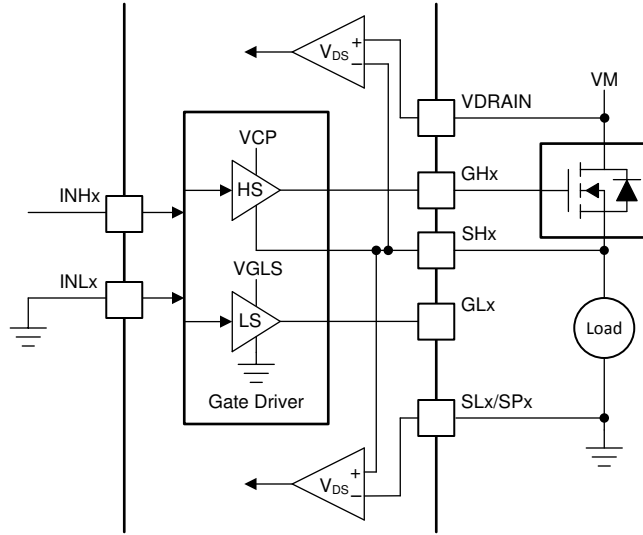 +
VDS
−
VDRAIN
VM
VCP
INHx
HS
GHx
SHx
INLx
VGLS
LS
GLx
Load
Gate Driver
SLx/SPx
+
VDS
−